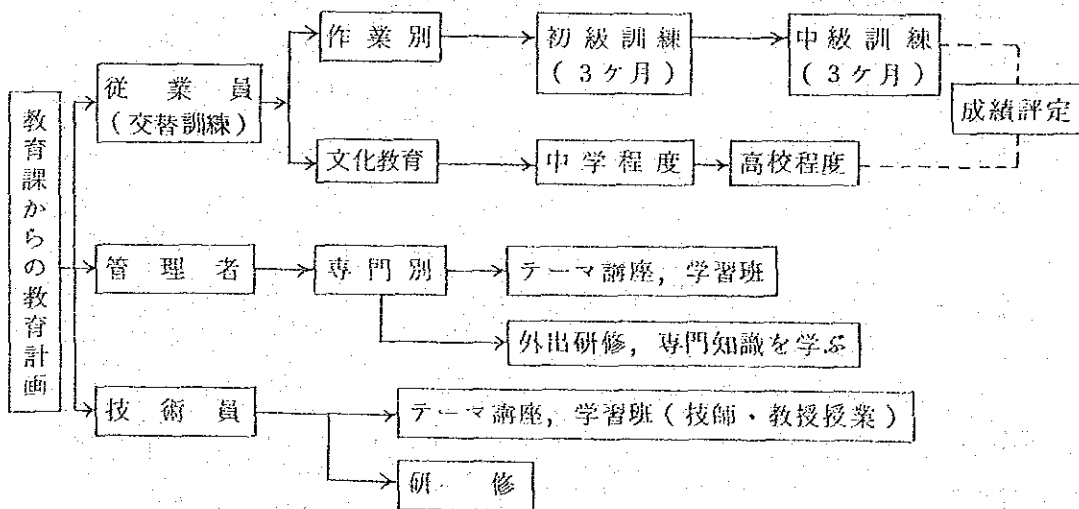 教育課からの教育計画
従業員
(交替訓練)
作業別
初級訓練
(3ケ月)
中級訓練
(3ケ月)
成績評定
文化教育
中学程度
高校程度
管理者
専門別
テーマ講座,学習班
外出研修,専門知識を学ぶ
技術員
テーマ講座,学習班(技師・教授授業)
研修